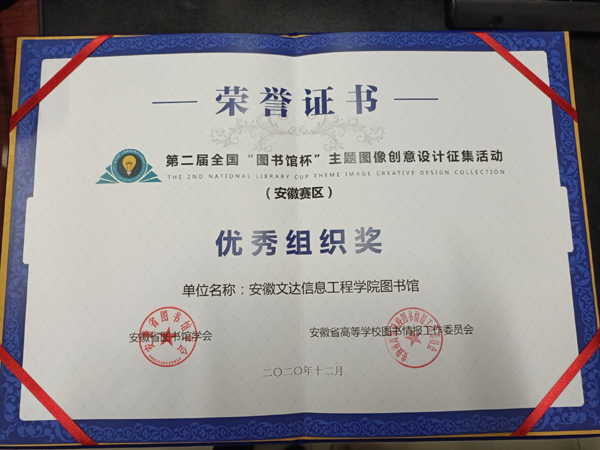 荣誉证书
第二届全国“图书馆杯”主题图像创意设计征集活动
THE 2ND NATIONAL LIBRARY CUP THEME IMAGE CREATIVE DESIGN COLLECTION
（安徽赛区）
优秀组织奖
单位名称：安徽文达信息工程学院图书馆
安徽省图书馆学会
安徽省高等学校图书情报工作委员会
二〇二〇年十二月